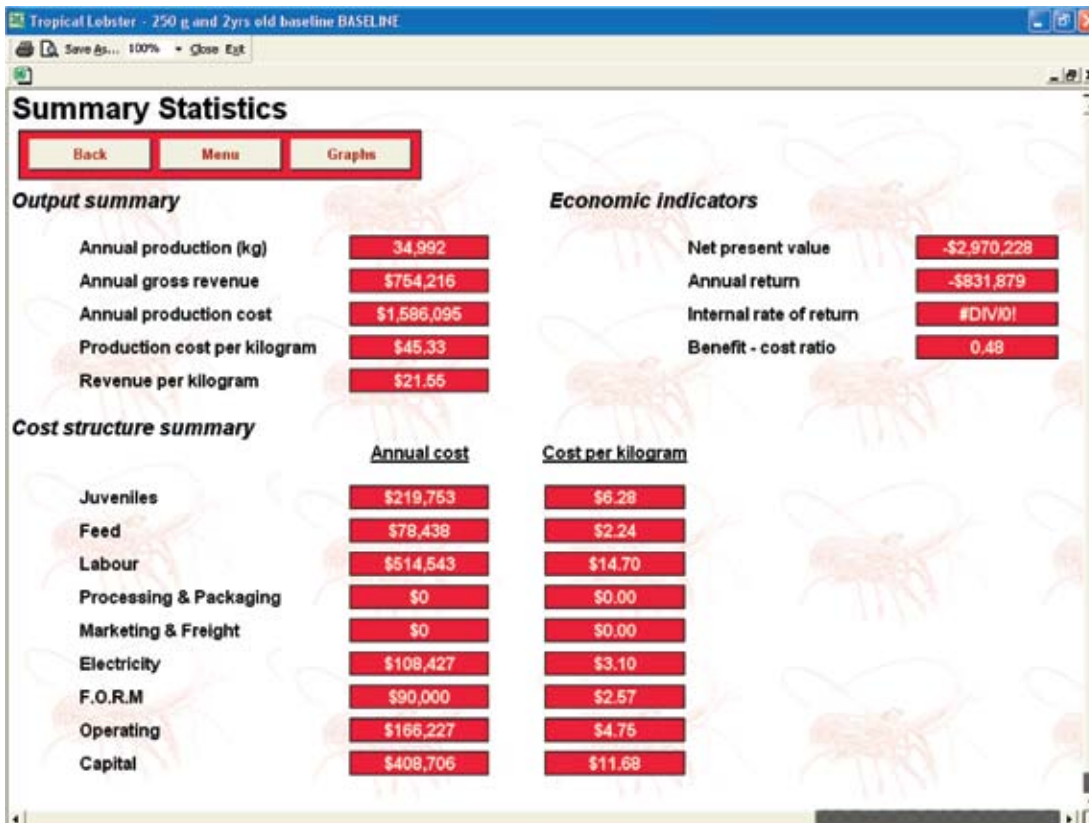 Tropical Lobster - 250 g and 2yrs old baseline BASELINE
Save As... 100% Close Exit
Summary Statistics
Back Menu Graphs
Output summary Economic indicators
Annual production (kg) 34,992 Net present value -$2,970,228
Annual gross revenue $754,216 Annual return -$831,879
Annual production cost $1,586,095 Internal rate of return #DIV/0!
Production cost per kilogram $45.33 Benefit - cost ratio 0.48
Revenue per kilogram $21.55
Cost structure summary
Annual cost Cost per kilogram
Juveniles $219,753 $6.28
Feed $78,438 $2.24
Labour $514,543 $14.70
Processing & Packaging $0 $0.00
Marketing & Freight $0 $0.00
Electricity $108,427 $3.10
F.O.R.M $90,000 $2.57
Operating $166,227 $4.75
Capital $408,706 $11.68